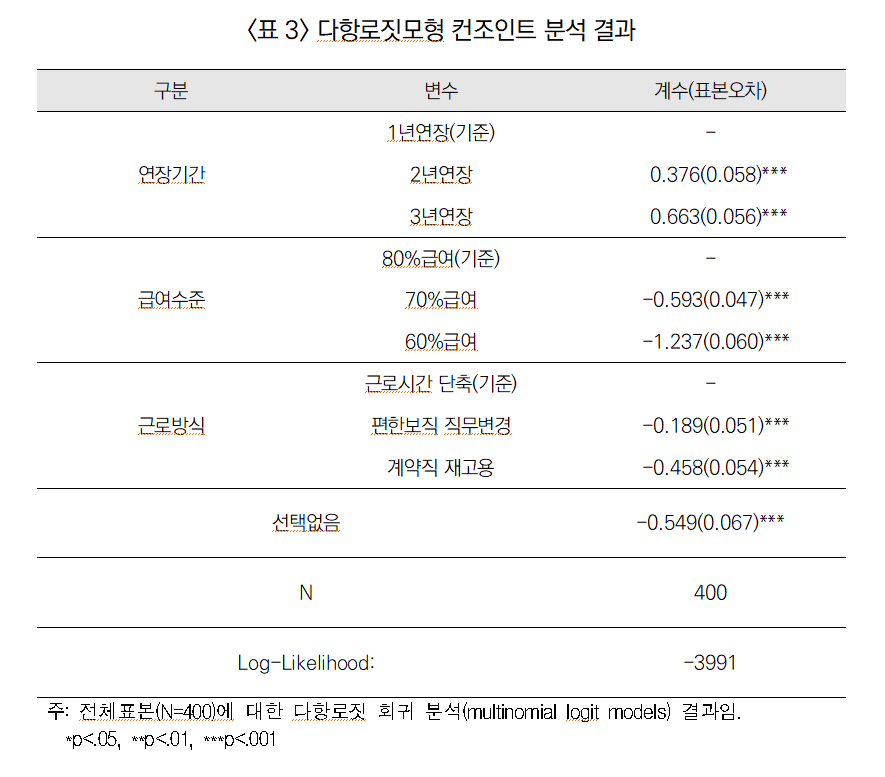 <표 3> 다항로짓모형 컨조인트 분석 결과
구분 변수 계수(표본오차)
1년연장(기준) -
연장기간 2년연장 0.376(0.058)***
3년연장 0.663(0.056)***
80%급여(기준) -
급여수준 70%급여 -0.593(0.047)***
60%급여 -1.237(0.060)***
근로시간 단축(기준) -
근로방식 편한보직 직무변경 -0.189(0.051)***
계약직 재고용 -0.458(0.054)***
선택없음 -0.549(0.067)***
N 400
Log-Likelihood: -3991
주: 전체표본(N=400)에 대한 다항로짓 회귀 분석(multinomial logit models) 결과임.
*p<.05, **p<.01, ***p<.001